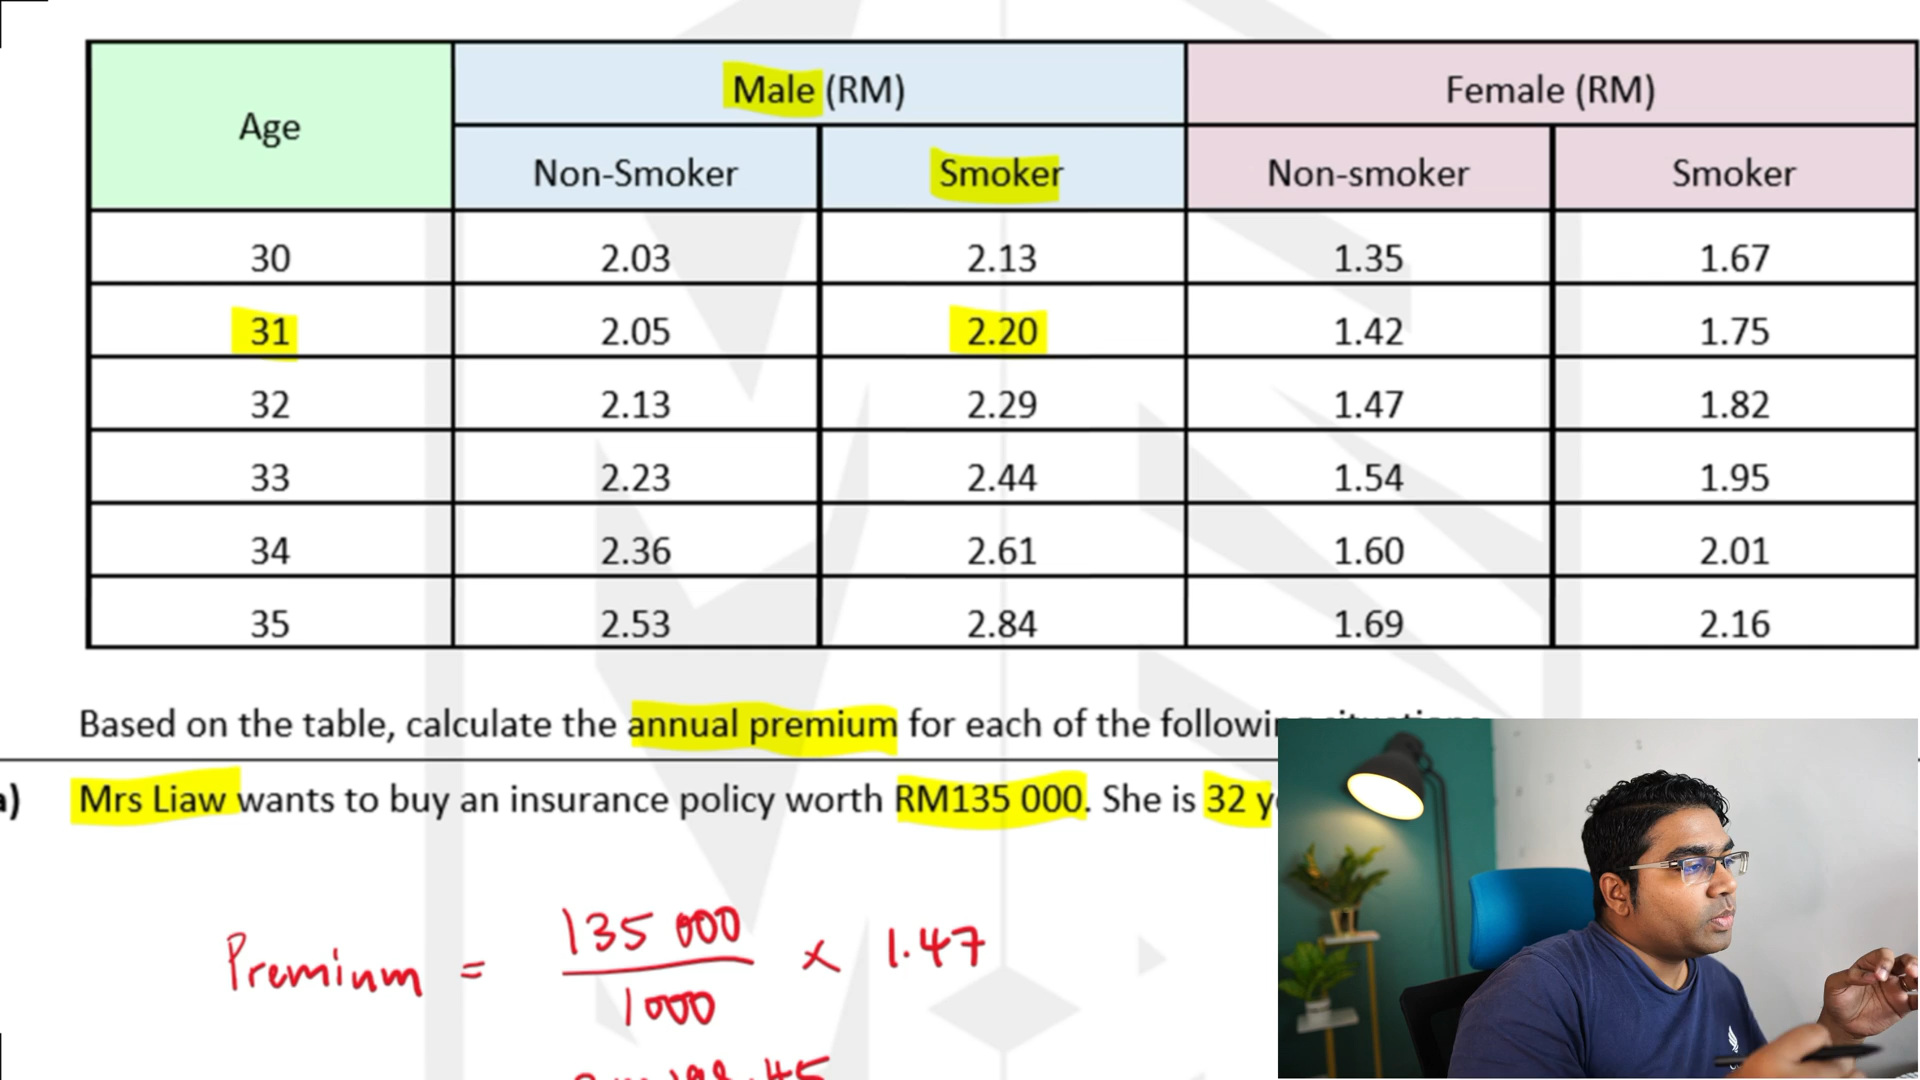 Age Male (RM) Female (RM)
Non-Smoker Smoker Non-smoker Smoker
30 2.03 2.13 1.35 1.67
31 2.05 2.20 1.42 1.75
32 2.13 2.29 1.47 1.82
33 2.23 2.44 1.54 1.95
34 2.36 2.61 1.60 2.01
35 2.53 2.84 1.69 2.16
Based on the table, calculate the annual premium for each of the
a) Mrs Liaw wants to buy an insurance policy worth RM135 000. She is 32
Premium = 135 000 / 1000 × 1.47